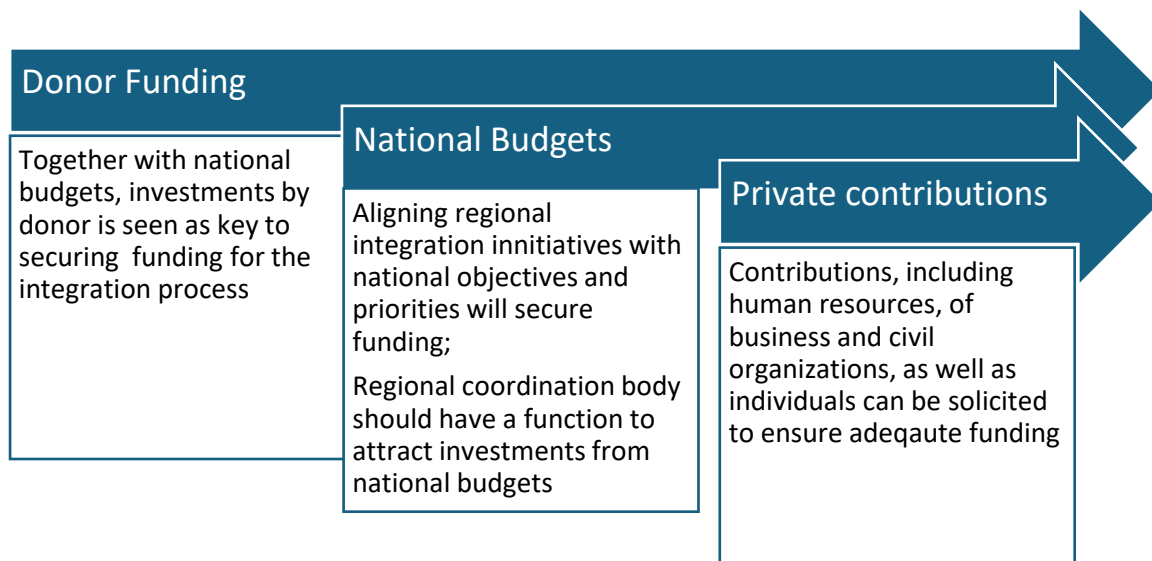 Donor Funding
Together with national
budgets, investments by
donor is seen as key to
securing  funding for the
integration process
National Budgets
Aligning regional
integration innitiatives with
national objectives and
priorities will secure
funding;
Regional coordination body
should have a function to
attract investments from
national budgets
Private contributions
Contributions, including
human resources, of
business and civil
organizations, as well as
individuals can be solicited
to ensure adeqaute funding